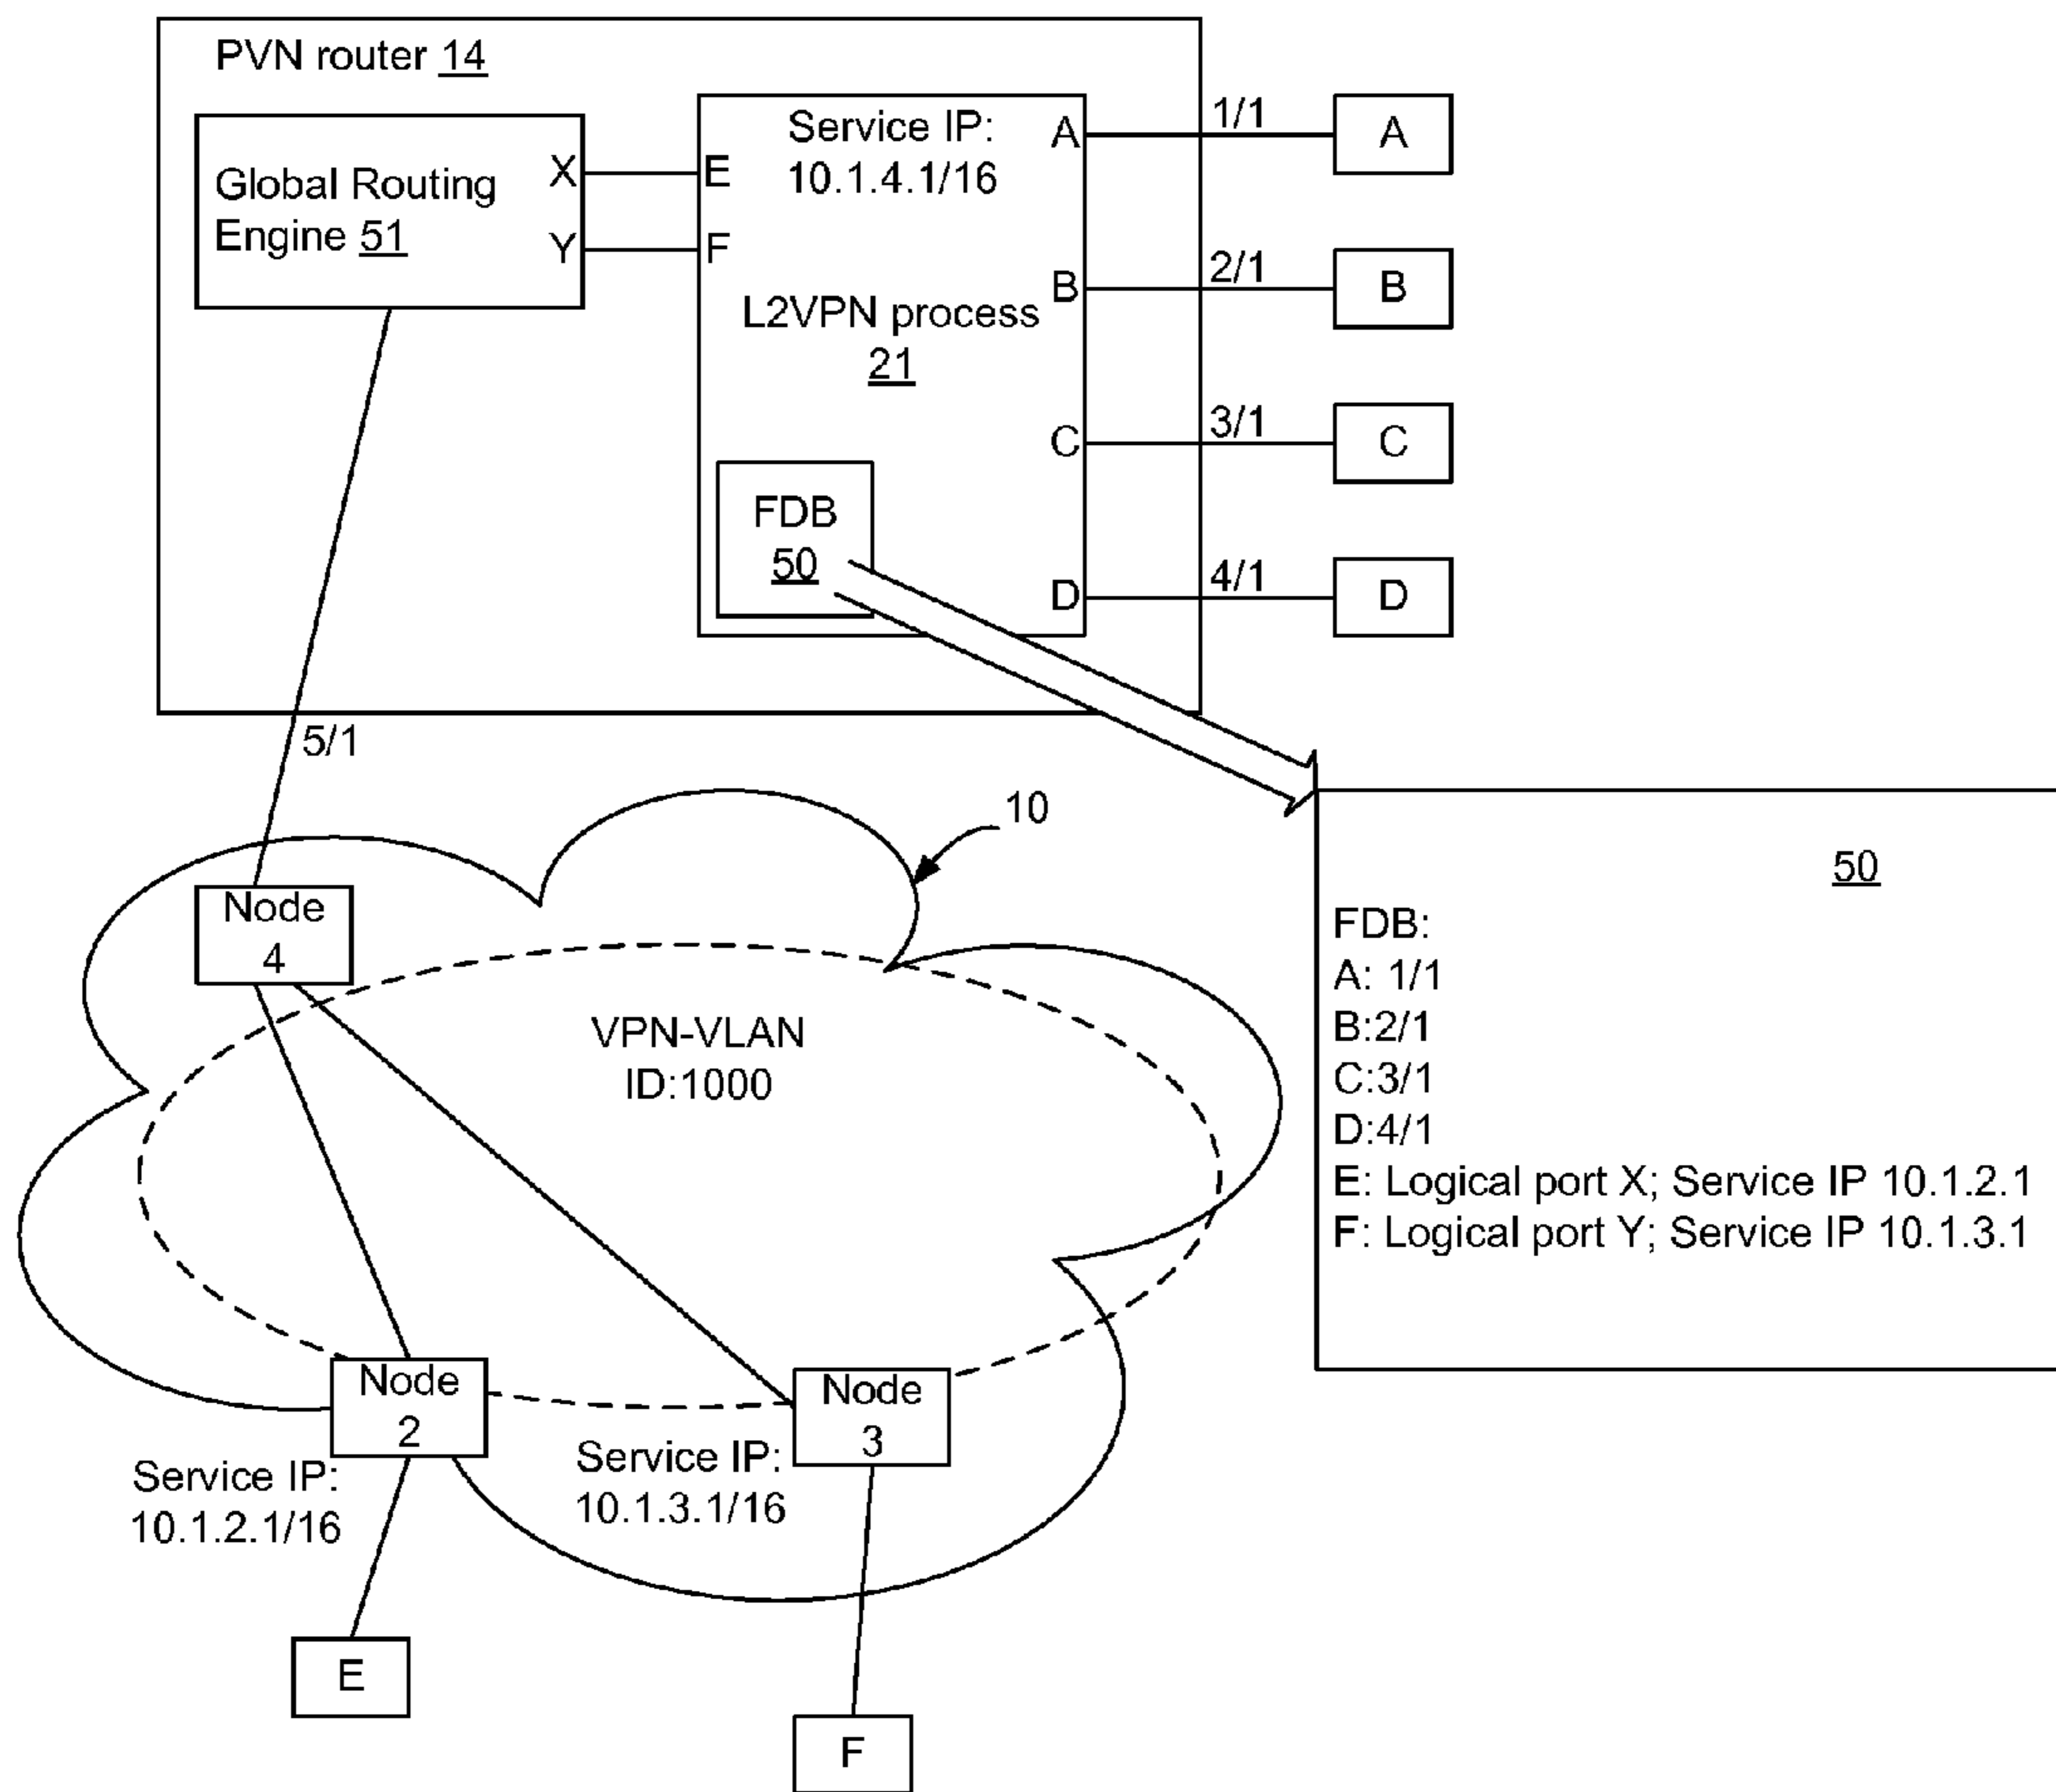 PVN router 14
Global Routing
Engine 51
X
Y
E
F
Service IP:
10.1.4.1/16
L2VPN process
21
FDB
50
A
B
C
D
1/1
2/1
3/1
4/1
A
B
C
D
5/1
10
Node
4
VPN-VLAN
ID:1000
50
FDB:
A: 1/1
B:2/1
C:3/1
D:4/1
E: Logical port X; Service IP 10.1.2.1
F: Logical port Y; Service IP 10.1.3.1
Node
2
Service IP:
10.1.2.1/16
Node
3
Service IP:
10.1.3.1/16
E
F